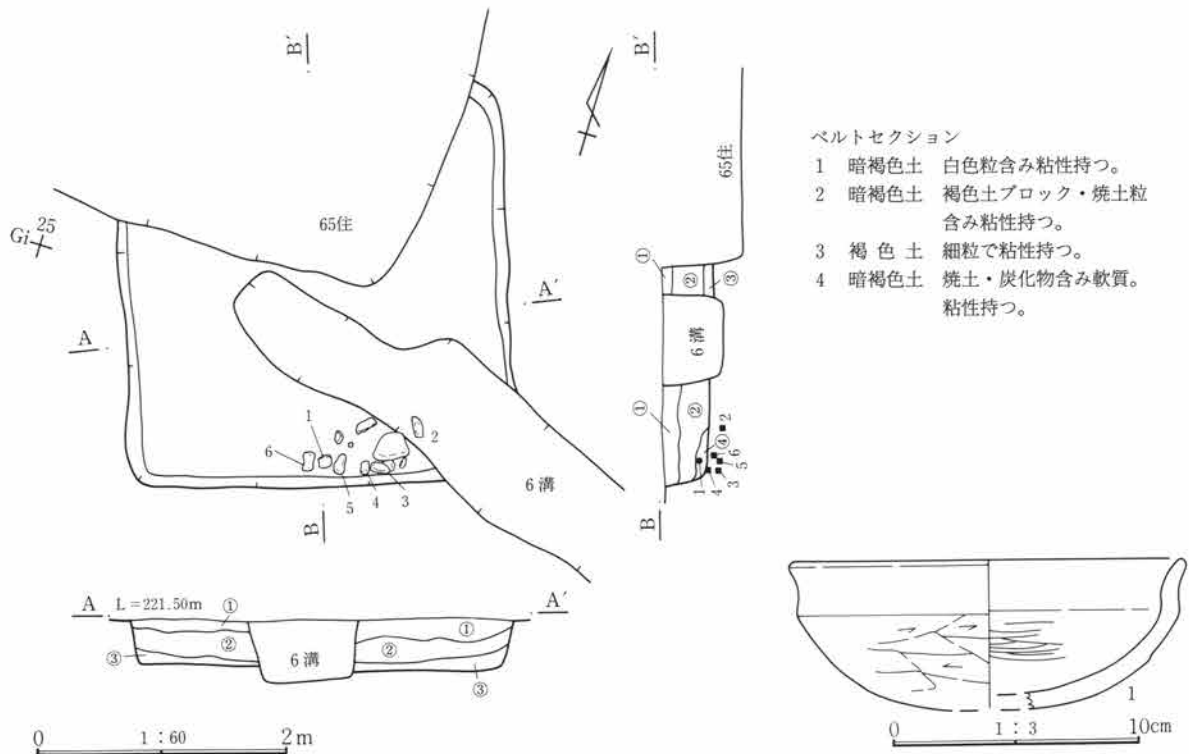 B′
65住
Gi 25
A
A′
1
2
6
5
4
3
6溝
B
B′
65住
①
②
③
6溝
①
②
④
2
6
5
3
4
1
B
ベルトセクション
1 暗褐色土 白色粒含み粘性持つ。
2 暗褐色土 褐色土ブロック・焼土粒
含み粘性持つ。
3 褐色土 細粒で粘性持つ。
4 暗褐色土 焼土・炭化物含み軟質。
粘性持つ。
A L=221.50m
A′
①
②
③
6溝
①
②
③
0 1:60 2m
1
0 1:3 10cm